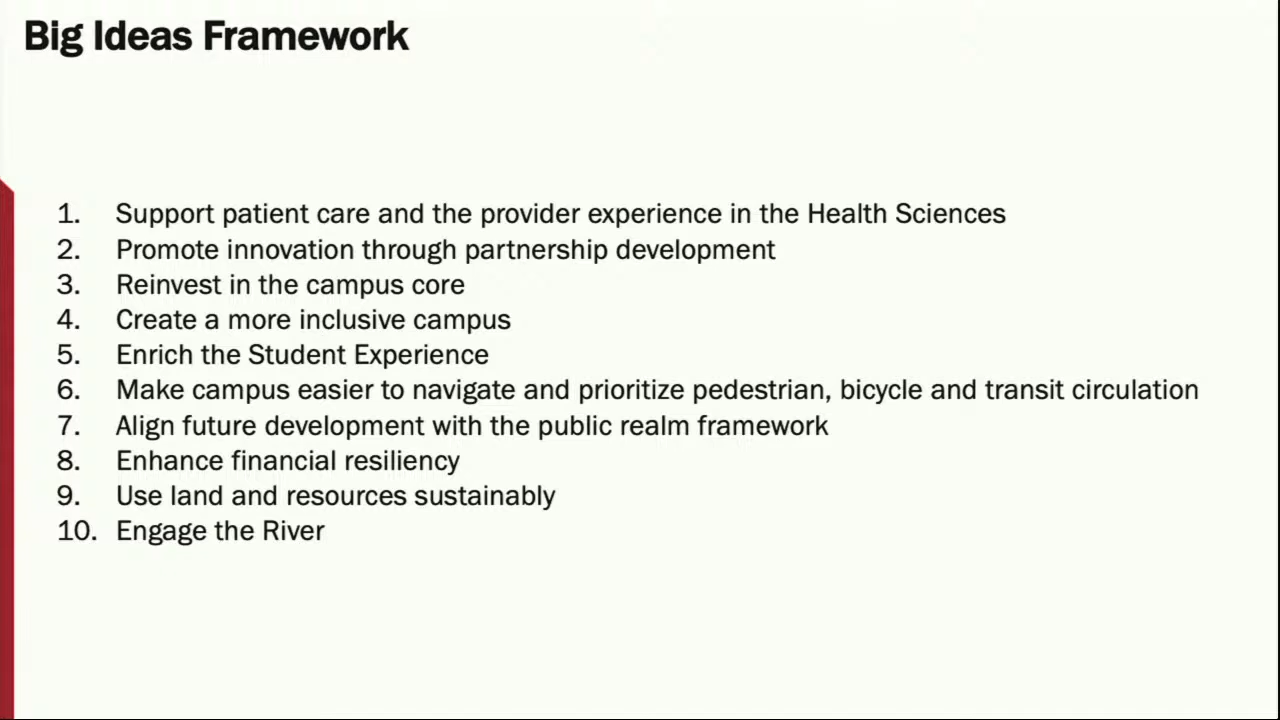 Big Ideas Framework
1. Support patient care and the provider experience in the Health Sciences
2. Promote innovation through partnership development
3. Reinvest in the campus core
4. Create a more inclusive campus
5. Enrich the Student Experience
6. Make campus easier to navigate and prioritize pedestrian, bicycle and transit circulation
7. Align future development with the public realm framework
8. Enhance financial resiliency
9. Use land and resources sustainably
10. Engage the River